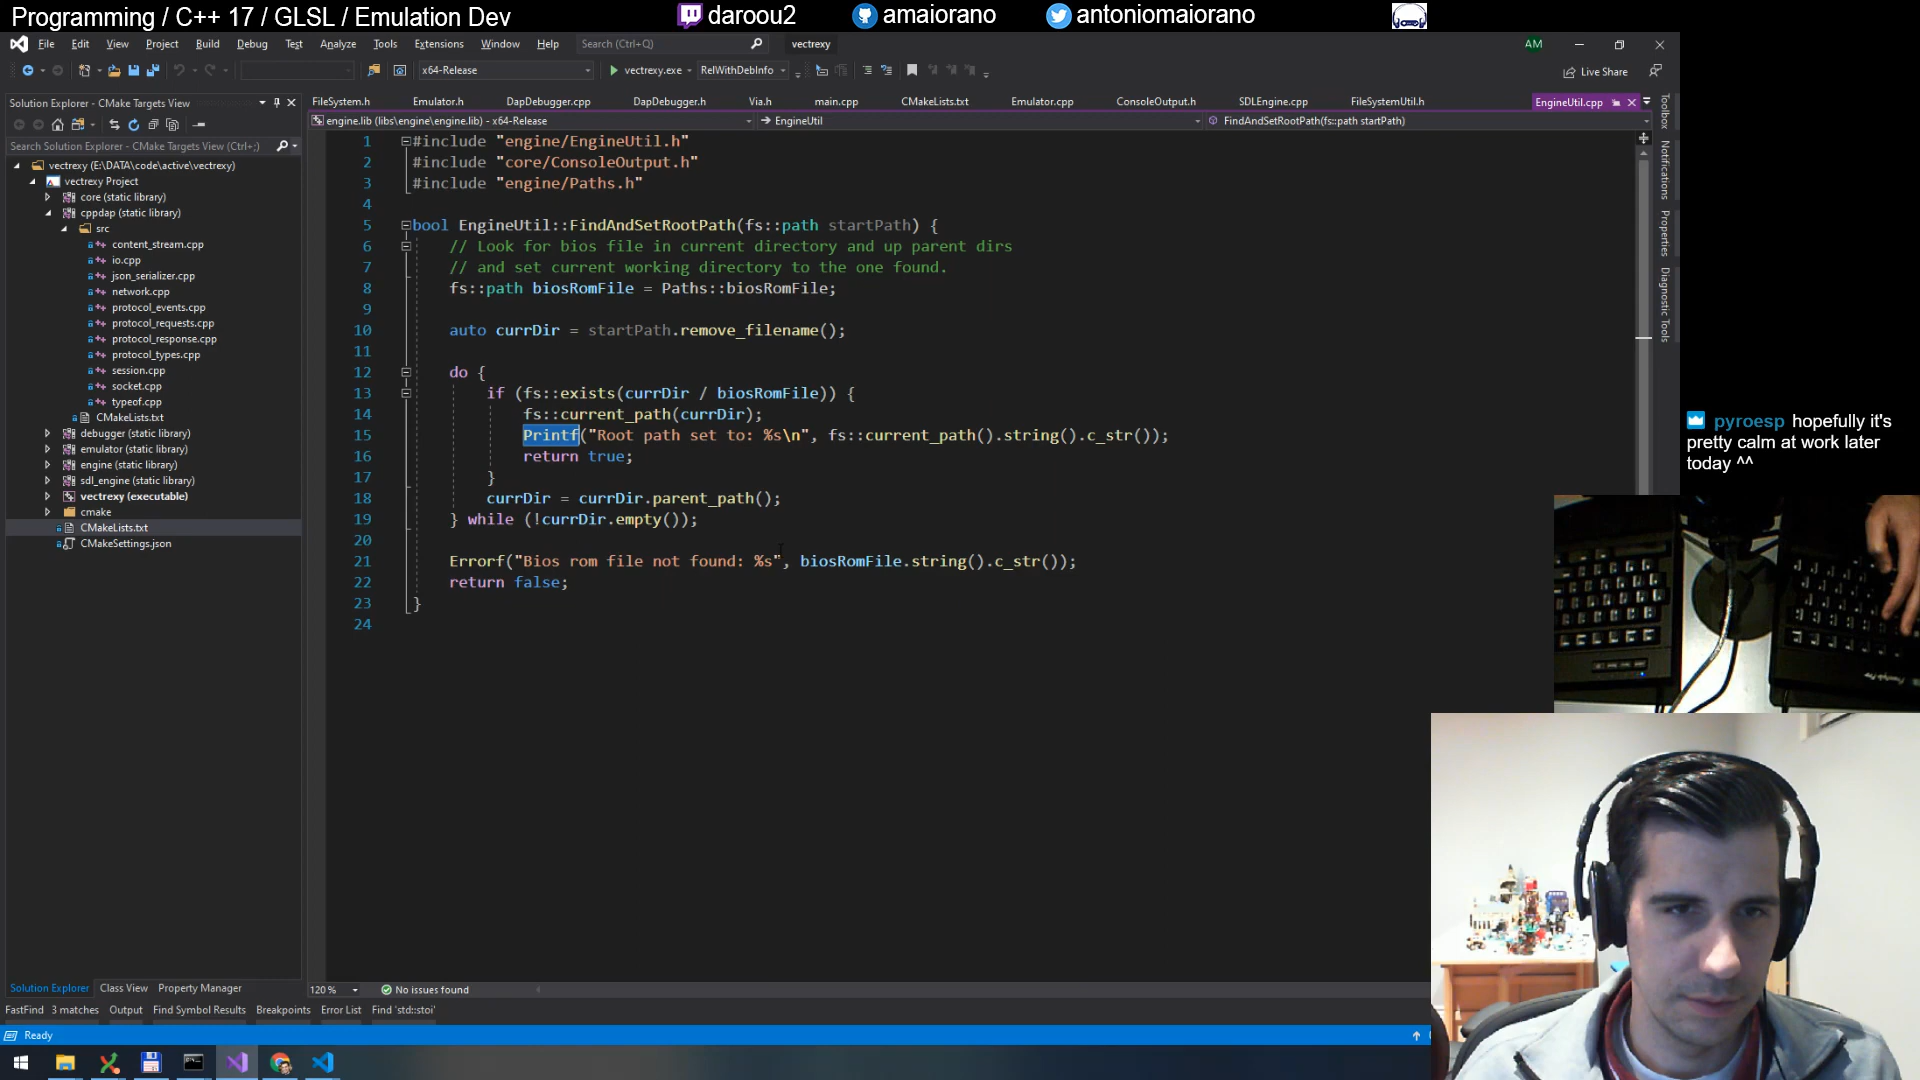 Programming / C++ 17 / GLSL / Emulation Dev
daroou2
amaiorano
antoniomaiorano
File Edit View Project Build Debug Test Analyze Tools Extensions Window Help Search (Ctrl+Q) vectrexy AM
x64-Release vectrexy.exe RelWithDebInfo Live Share
Solution Explorer - CMake Targets View
Search Solution Explorer - CMake Targets View (Ctrl+;)
vectrexy (E:\DATA\code\active\vectrexy)
vectrexy Project
core (static library)
cppdap (static library)
src
content_stream.cpp
io.cpp
json_serializer.cpp
network.cpp
protocol_events.cpp
protocol_requests.cpp
protocol_response.cpp
protocol_types.cpp
session.cpp
socket.cpp
typeof.cpp
CMakeLists.txt
debugger (static library)
emulator (static library)
engine (static library)
sdl_engine (static library)
vectrexy (executable)
cmake
CMakeLists.txt
CMakeSettings.json
Solution Explorer Class View Property Manager
FileSystem.h Emulator.h DapDebugger.cpp DapDebugger.h Via.h main.cpp CMakeLists.txt Emulator.cpp ConsoleOutput.h SDLEngine.cpp FileSystemUtil.h EngineUtil.cpp
engine.lib (libs\engine\engine.lib) - x64-Release EngineUtil FindAndSetRootPath(fs::path startPath)
1 #include "engine/EngineUtil.h"
2 #include "core/ConsoleOutput.h"
3 #include "engine/Paths.h"
4
5 bool EngineUtil::FindAndSetRootPath(fs::path startPath) {
6 // Look for bios file in current directory and up parent dirs
7 // and set current working directory to the one found.
8 fs::path biosRomFile = Paths::biosRomFile;
9
10 auto currDir = startPath.remove_filename();
11
12 do {
13 if (fs::exists(currDir / biosRomFile)) {
14 fs::current_path(currDir);
15 Printf("Root path set to: %s\n", fs::current_path().string().c_str());
16 return true;
17 }
18 currDir = currDir.parent_path();
19 } while (!currDir.empty());
20
21 Errorf("Bios rom file not found: %s", biosRomFile.string().c_str());
22 return false;
23 }
24
120 % No issues found
Toolbox
Notifications
Properties
Diagnostic Tools
pyroesp hopefully it's
pretty calm at work later
today ^^
FastFind 3 matches Output Find Symbol Results Breakpoints Error List Find 'std::stoi'
Ready